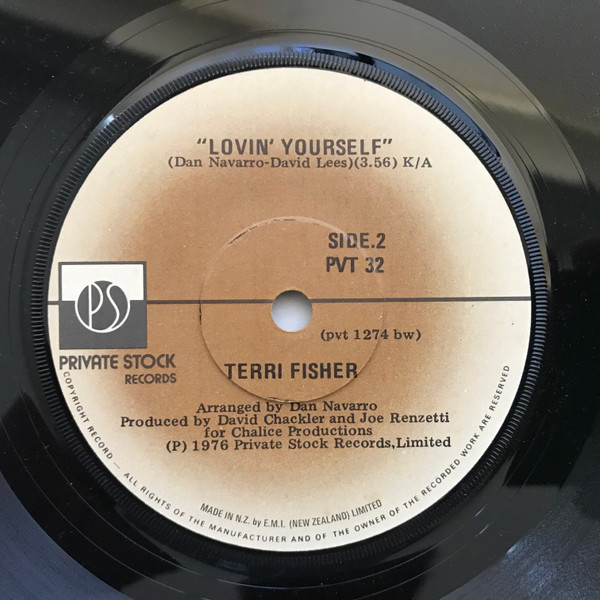 "LOVIN' YOURSELF"
(Dan Navarro-David Lees)(3.56) K/A
SIDE.2
PVT 32
PS
(pvt 1274 bw)
PRIVATE STOCK
RECORDS
TERRI FISHER
Arranged by Dan Navarro
Produced by David Chackler and Joe Renzetti
for Chalice Productions
(P) 1976 Private Stock Records,Limited
MADE IN N.Z. by E.M.I. (NEW ZEALAND) LIMITED
COPYRIGHT RECORD — ALL RIGHTS OF THE MANUFACTURER AND OF THE OWNER OF THE RECORDED WORK ARE RESERVED